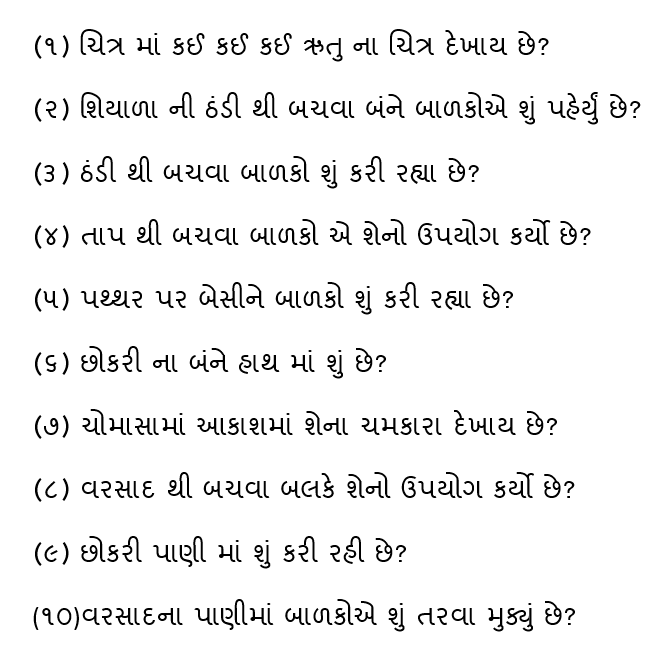 (૧) ચિત્ર માં કઈ કઈ કઈ ઋતુ ના ચિત્ર દેખાય છે?
(૨) શિયાળા ની ઠંડી થી બચવા બંને બાળકોએ શું પહેર્યું છે?
(૩) ઠંડી થી બચવા બાળકો શું કરી રહ્યા છે?
(૪) તાપ થી બચવા બાળકો એ શેનો ઉપયોગ કર્યો છે?
(૫) પથ્થર પર બેસીને બાળકો શું કરી રહ્યા છે?
(૬) છોકરી ના બંને હાથ માં શું છે?
(૭) ચોમાસામાં આકાશમાં શેના ચમકારા દેખાય છે?
(૮) વરસાદ થી બચવા બલકે શેનો ઉપયોગ કર્યો છે?
(૯) છોકરી પાણી માં શું કરી રહી છે?
(૧૦)વરસાદના પાણીમાં બાળકોએ શું તરવા મુક્યું છે?